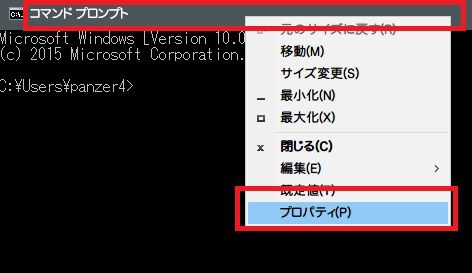 コマンド プロンプト
Microsoft Windows [Version 10.0
(c) 2015 Microsoft Corporation.
C:¥Users¥panzer4>
元のサイズに戻す(R)
移動(M)
サイズ変更(S)
最小化(N)
最大化(X)
閉じる(C)
編集(E)
既定値(T)
プロパティ(P)